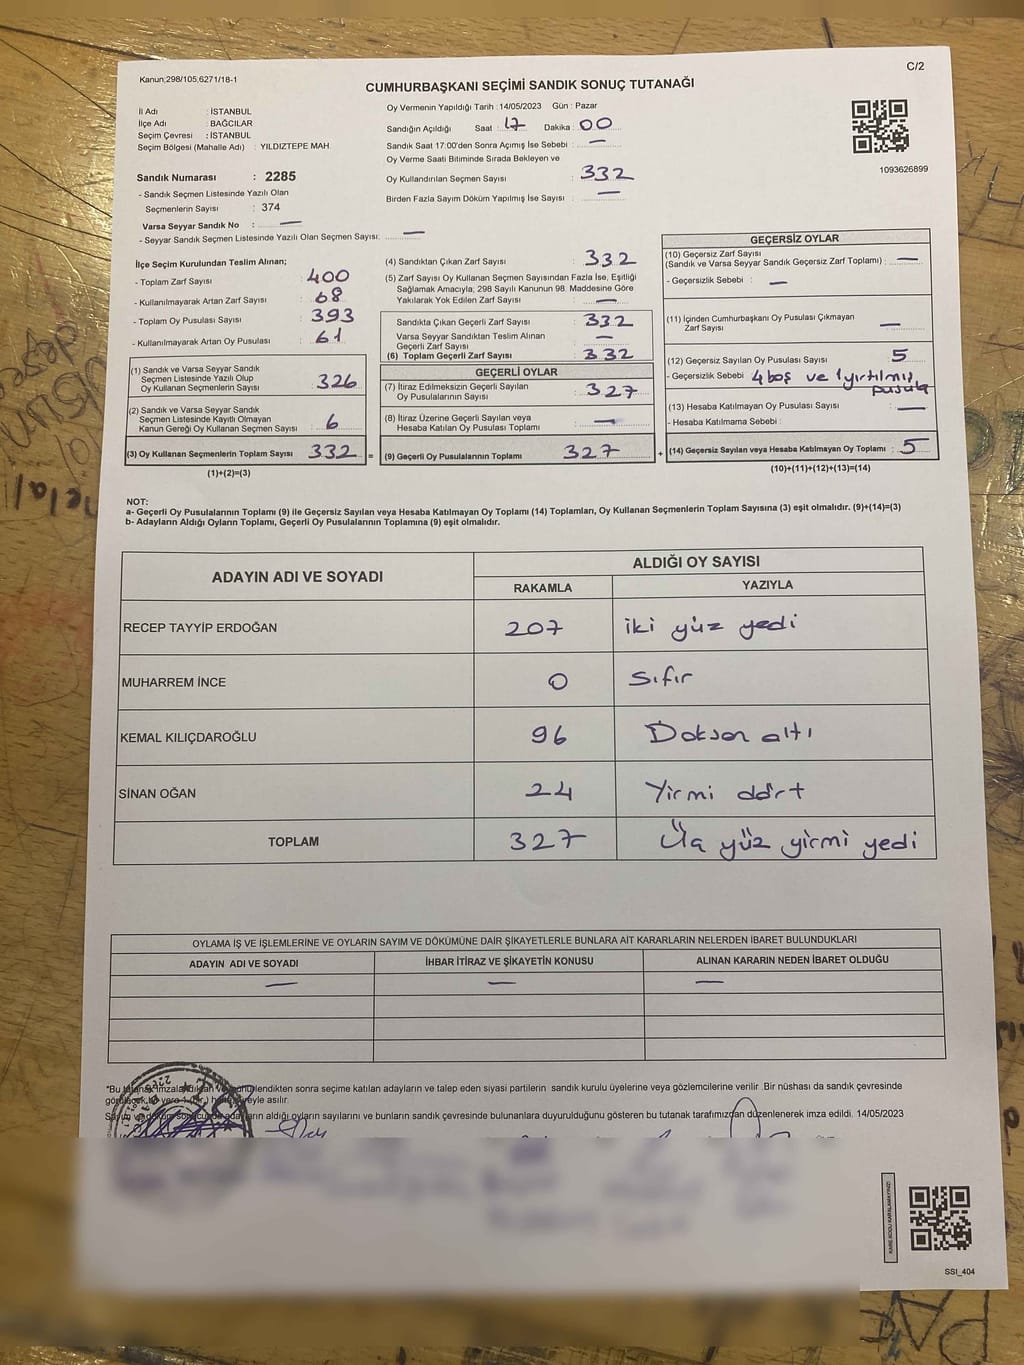 Kanun;298/105,6271/18-1
C/2
CUMHURBAŞKANI SEÇİMİ SANDIK SONUÇ TUTANAĞI
İl Adı : İSTANBUL
İlçe Adı : BAĞCILAR
Seçim Çevresi : İSTANBUL
Seçim Bölgesi (Mahalle Adı) : YILDIZTEPE MAH.
Sandık Numarası : 2285
- Sandık Seçmen Listesinde Yazılı Olan
Seçmenlerin Sayısı : 374
Varsa Seyyar Sandık No : —
- Seyyar Sandık Seçmen Listesinde Yazılı Olan Seçmen Sayısı: —
Oy Vermenin Yapıldığı Tarih : 14/05/2023 Gün : Pazar
Sandığın Açıldığı Saat : 17 Dakika : 00
Sandık Saat 17:00'den Sonra Açımış İse Sebebi : —
Oy Verme Saati Bitiminde Sırada Bekleyen ve
Oy Kullandırılan Seçmen Sayısı : 332
Birden Fazla Sayım Döküm Yapılmış İse Sayısı : —
1093626899
İlçe Seçim Kurulundan Teslim Alınan;
- Toplam Zarf Sayısı : 400
- Kullanılmayarak Artan Zarf Sayısı : 68
- Toplam Oy Pusulası Sayısı : 393
- Kullanılmayarak Artan Oy Pusulası : 61
(1) Sandık ve Varsa Seyyar Sandık
Seçmen Listesinde Yazılı Olup
Oy Kullanan Seçmenlerin Sayısı : 326
(2) Sandık ve Varsa Seyyar Sandık
Seçmen Listesinde Kayıtlı Olmayan
Kanun Gereği Oy Kullanan Seçmen Sayısı : 6
(3) Oy Kullanan Seçmenlerin Toplam Sayısı : 332 =
(1)+(2)=(3)
(4) Sandıktan Çıkan Zarf Sayısı : 332
(5) Zarf Sayısı Oy Kullanan Seçmen Sayısından Fazla İse, Eşitliği
Sağlamak Amacıyla; 298 Sayılı Kanunun 98. Maddesine Göre
Yakılarak Yok Edilen Zarf Sayısı : —
Sandıkta Çıkan Geçerli Zarf Sayısı : 332
Varsa Seyyar Sandıktan Teslim Alınan
Geçerli Zarf Sayısı : —
(6) Toplam Geçerli Zarf Sayısı : 332
GEÇERLİ OYLAR
(7) İtiraz Edilmeksizin Geçerli Sayılan
Oy Pusulalarının Sayısı : 327
(8) İtiraz Üzerine Geçerli Sayılan veya
Hesaba Katılan Oy Pusulası Toplamı : —
(9) Geçerli Oy Pusulalarının Toplamı 327 +
GEÇERSİZ OYLAR
(10) Geçersiz Zarf Sayısı
(Sandık ve Varsa Seyyar Sandık Geçersiz Zarf Toplamı) : —
- Geçersizlik Sebebi : —
(11) İçinden Cumhurbaşkanı Oy Pusulası Çıkmayan
Zarf Sayısı —
(12) Geçersiz Sayılan Oy Pusulası Sayısı : 5
- Geçersizlik Sebebi 4 boş ve 1 yırtılmış
pusula
(13) Hesaba Katılmayan Oy Pusulası Sayısı : —
- Hesaba Katılmama Sebebi :
(14) Geçersiz Sayılan veya Hesaba Katılmayan Oy Toplamı : 5
(10)+(11)+(12)+(13)=(14)
NOT:
a- Geçerli Oy Pusulalarının Toplamı (9) ile Geçersiz Sayılan veya Hesaba Katılmayan Oy Toplamı (14) Toplamları, Oy Kullanan Seçmenlerin Toplam Sayısına (3) eşit olmalıdır. (9)+(14)=(3)
b- Adayların Aldığı Oyların Toplamı, Geçerli Oy Pusulalarının Toplamına (9) eşit olmalıdır.
ADAYIN ADI VE SOYADI ALDIĞI OY SAYISI
RAKAMLA YAZIYLA
RECEP TAYYİP ERDOĞAN 207 iki yüz yedi
MUHARREM İNCE 0 Sıfır
KEMAL KILIÇDAROĞLU 96 Doksan altı
SİNAN OĞAN 24 Yirmi dört
TOPLAM 327 Üç yüz yirmi yedi
OYLAMA İŞ VE İŞLEMLERİNE VE OYLARIN SAYIM VE DÖKÜMÜNE DAİR ŞİKAYETLERLE BUNLARA AİT KARARLARIN NELERDEN İBARET BULUNDUKLARI
ADAYIN ADI VE SOYADI İHBAR İTİRAZ VE ŞİKAYETİN KONUSU ALINAN KARARIN NEDEN İBARET OLDUĞU
— — —
sonra seçime katılan adayların ve talep eden siyasi partilerin sandık kurulu üyelerine veya gözlemcilerine verilir .Bir nüshası da sandık çevresinde
asılır.
aldığı oyların sayılarını ve bunların sandık çevresinde bulunanlara duyurulduğunu gösteren bu tutanak tarafımızdan düzenlenerek imza edildi. 14/05/2023
KARE KODU KARALAMAYINIZ!
SSI_404